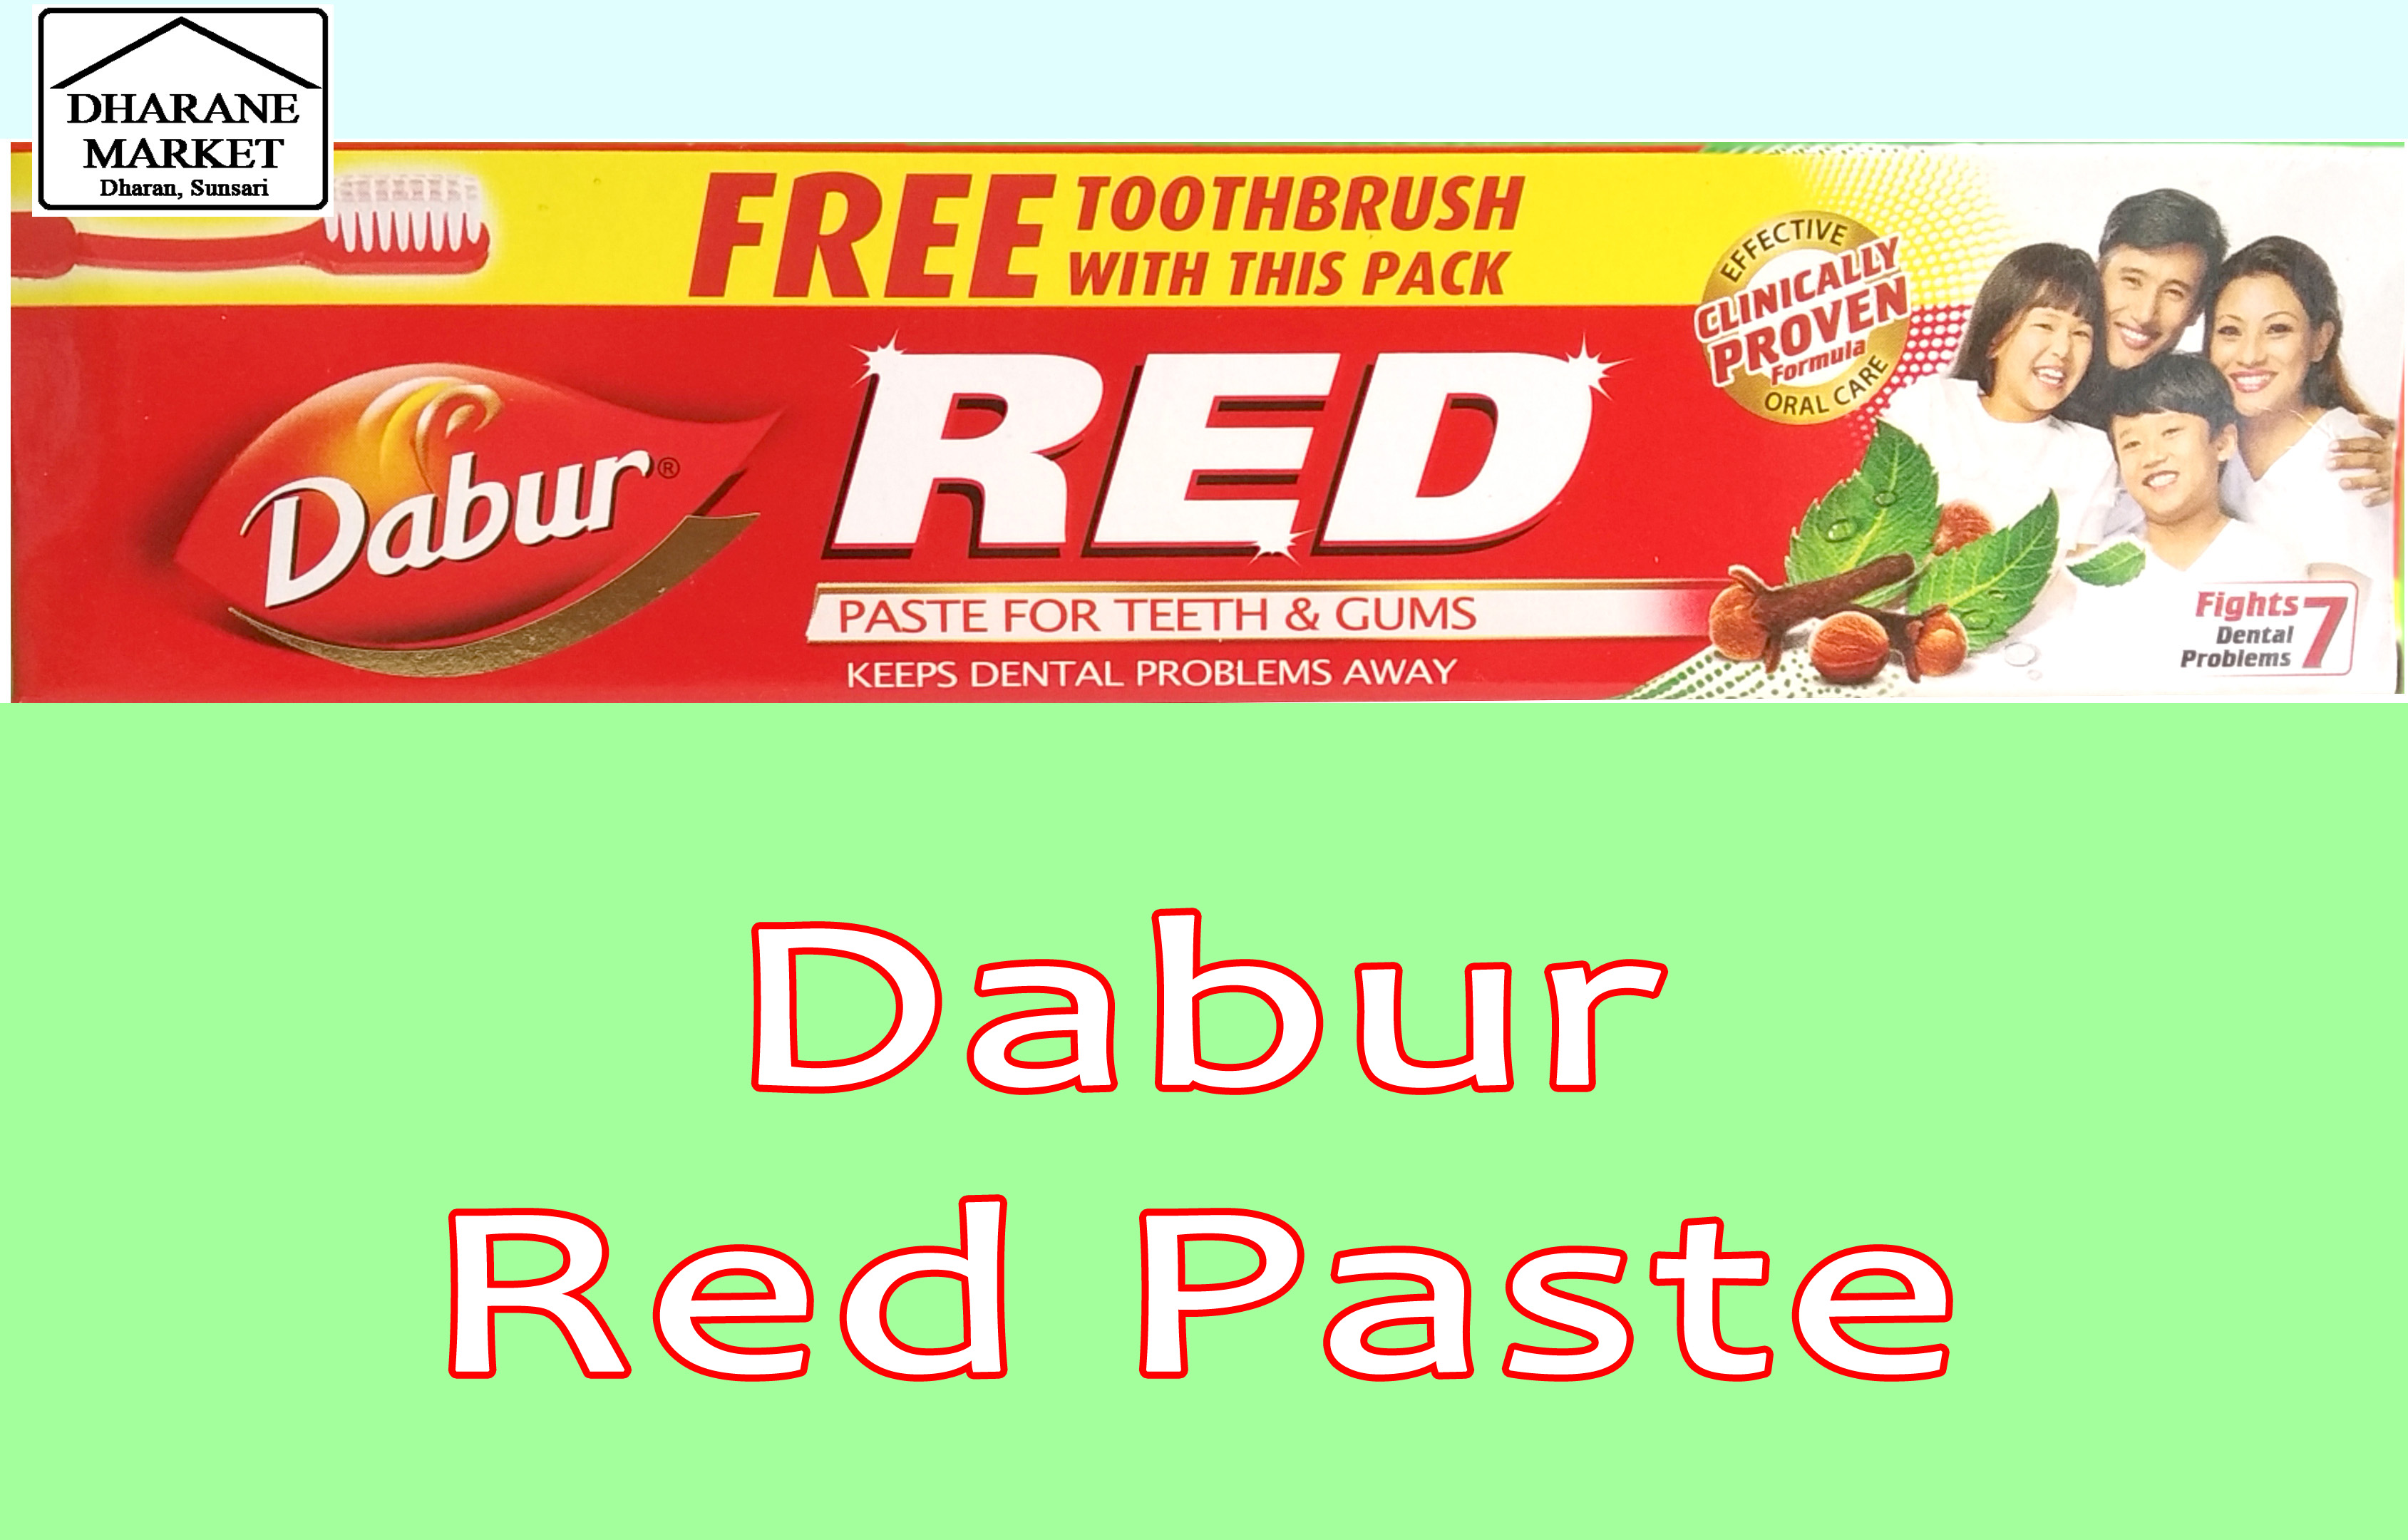 DHARANE
MARKET
Dharan, Sunsari
FREE TOOTHBRUSH
WITH THIS PACK
EFFECTIVE
CLINICALLY
PROVEN
Formula
ORAL CARE
Dabur®
RED
PASTE FOR TEETH & GUMS
KEEPS DENTAL PROBLEMS AWAY
Fights 7
Dental
Problems
Dabur
Red Paste